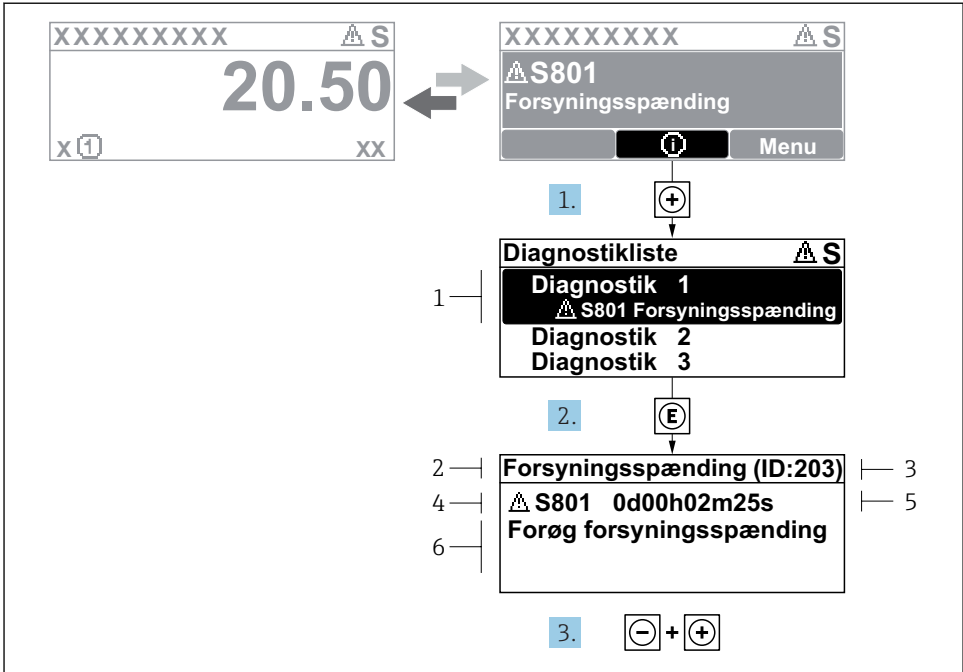 XXXXXXXXX ⚠ S
20.50
x ① xx
XXXXXXXXX ⚠ S
⚠ S801
Forsyningsspænding
ⓘ Menu
1. +
Diagnostikliste ⚠ S
1 Diagnostik 1
⚠ S801 Forsyningsspænding
Diagnostik 2
Diagnostik 3
2. E
2 Forsyningsspænding (ID:203) 3
4 ⚠ S801 0d00h02m25s 5
6 Forøg forsyningsspænding
3. − + +